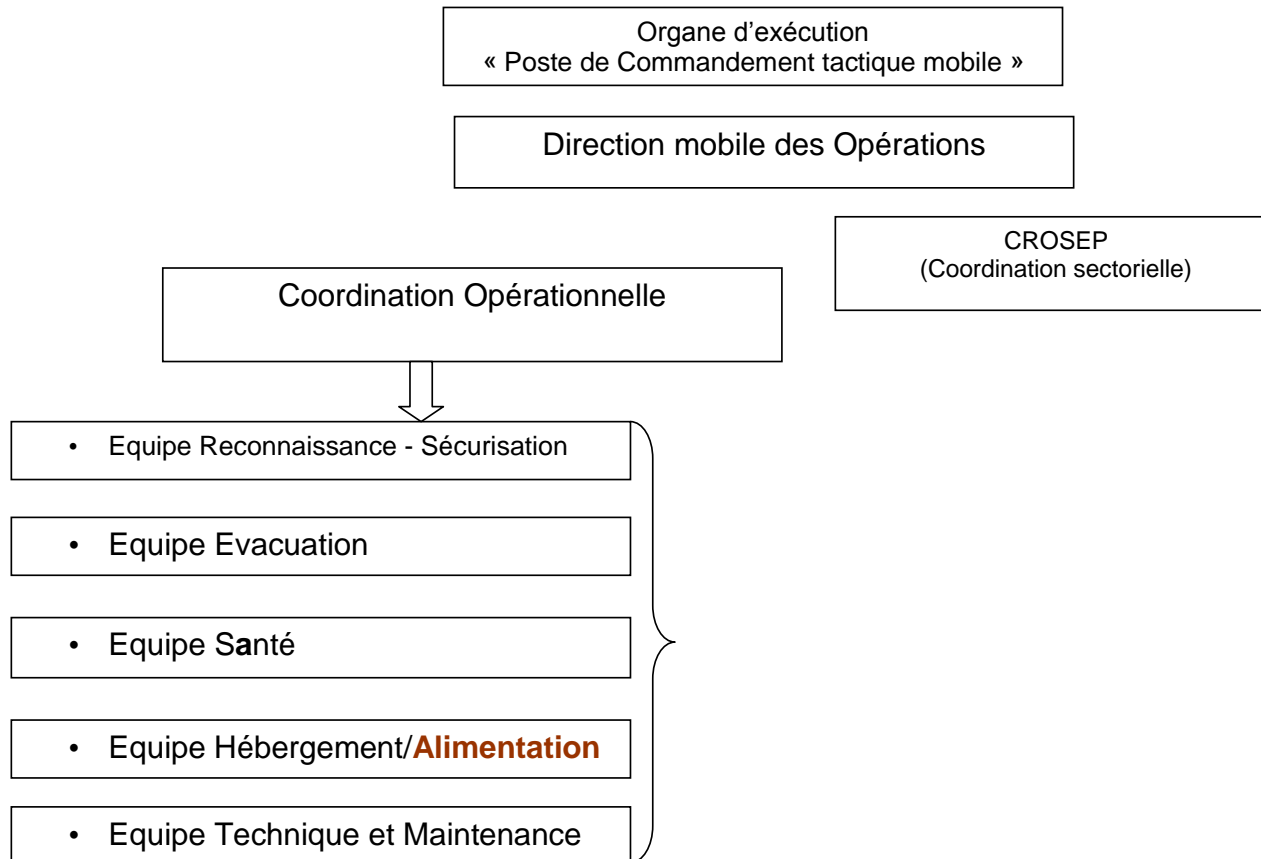 Organe d'exécution
« Poste de Commandement tactique mobile »
Direction mobile des Opérations
CROSEP
(Coordination sectorielle)
Coordination Opérationnelle
• Equipe Reconnaissance - Sécurisation
• Equipe Evacuation
• Equipe Santé
• Equipe Hébergement/Alimentation
• Equipe Technique et Maintenance